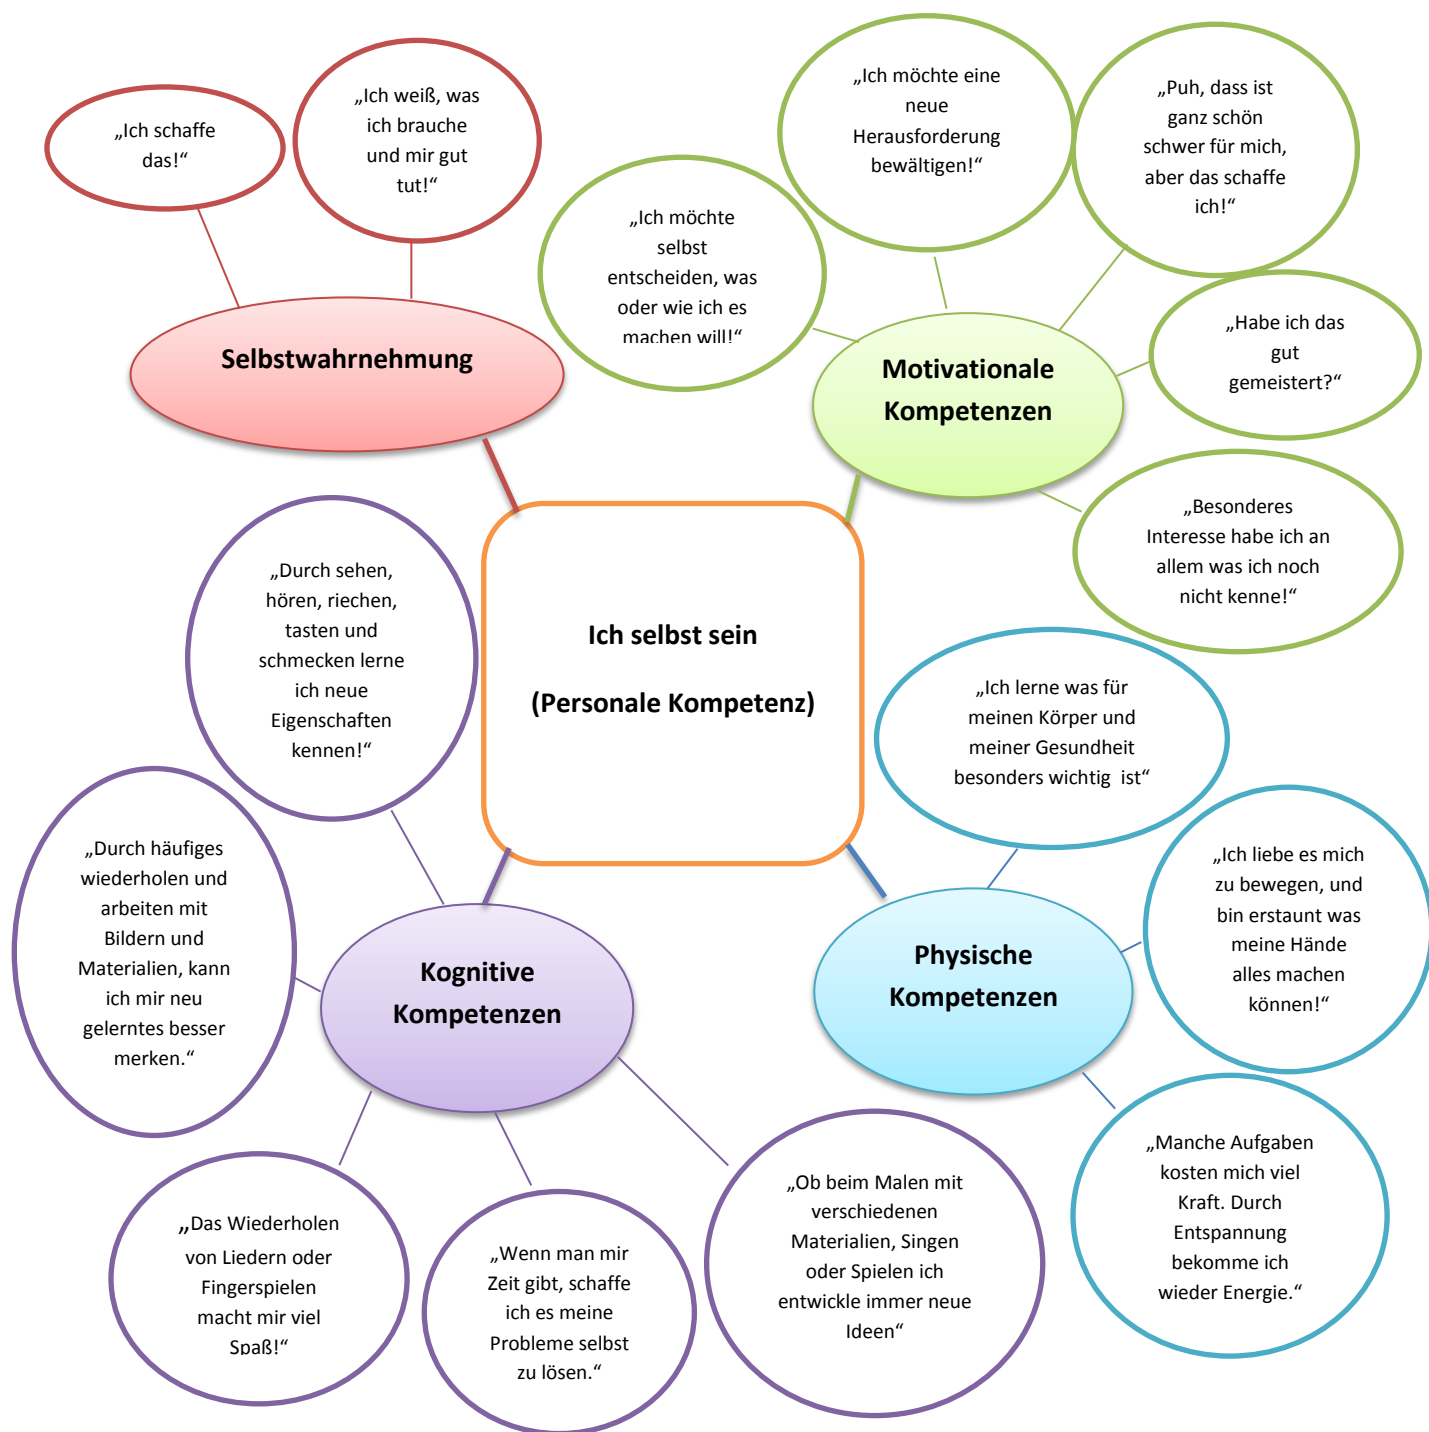 „Ich schaffe
das!“
„Ich weiß, was
ich brauche
und mir gut
tut!“
Selbstwahrnehmung
„Ich möchte eine
neue
Herausforderung
bewältigen!“
„Puh, dass ist
ganz schön
schwer für mich,
aber das schaffe
ich!“
„Ich möchte
selbst
entscheiden, was
oder wie ich es
machen will!“
Motivationale
Kompetenzen
„Habe ich das
gut
gemeistert?“
„Besonderes
Interesse habe ich an
allem was ich noch
nicht kenne!“
Ich selbst sein
(Personale Kompetenz)
„Durch sehen,
hören, riechen,
tasten und
schmecken lerne
ich neue
Eigenschaften
kennen!“
„Durch häufiges
wiederholen und
arbeiten mit
Bildern und
Materialien, kann
ich mir neu
gelerntes besser
merken.“
Kognitive
Kompetenzen
„Das Wiederholen
von Liedern oder
Fingerspielen
macht mir viel
Spaß!“
„Wenn man mir
Zeit gibt, schaffe
ich es meine
Probleme selbst
zu lösen.“
„Ob beim Malen mit
verschiedenen
Materialien, Singen
oder Spielen ich
entwickle immer neue
Ideen“
„Ich lerne was für
meinen Körper und
meiner Gesundheit
besonders wichtig  ist“
Physische
Kompetenzen
„Ich liebe es mich
zu bewegen, und
bin erstaunt was
meine Hände
alles machen
können!“
„Manche Aufgaben
kosten mich viel
Kraft. Durch
Entspannung
bekomme ich
wieder Energie.“